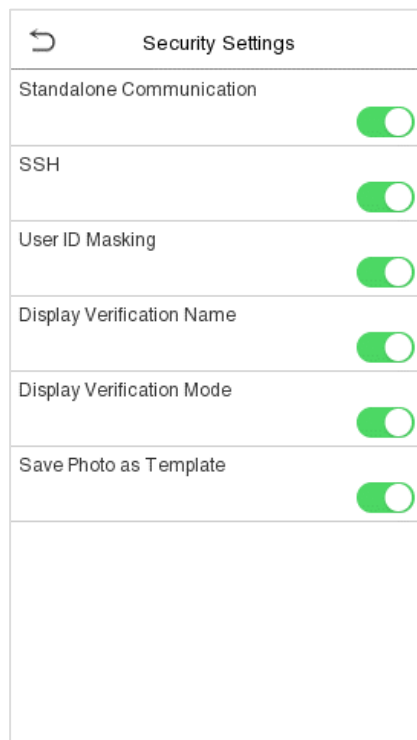 Security Settings
Standalone Communication
SSH
User ID Masking
Display Verification Name
Display Verification Mode
Save Photo as Template